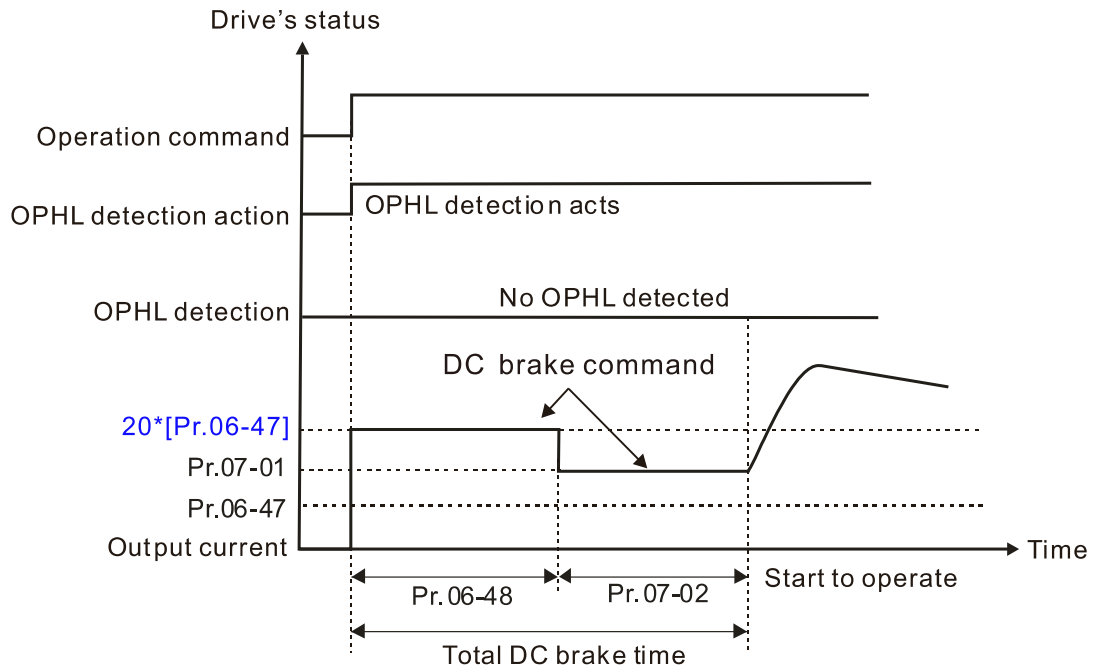 Drive's status
Operation command
OPHL detection action
OPHL detection acts
OPHL detection
No OPHL detected
DC brake command
20*[Pr.06-47]
Pr.07-01
Pr.06-47
Output current
Time
Start to operate
Pr.06-48
Pr.07-02
Total DC brake time